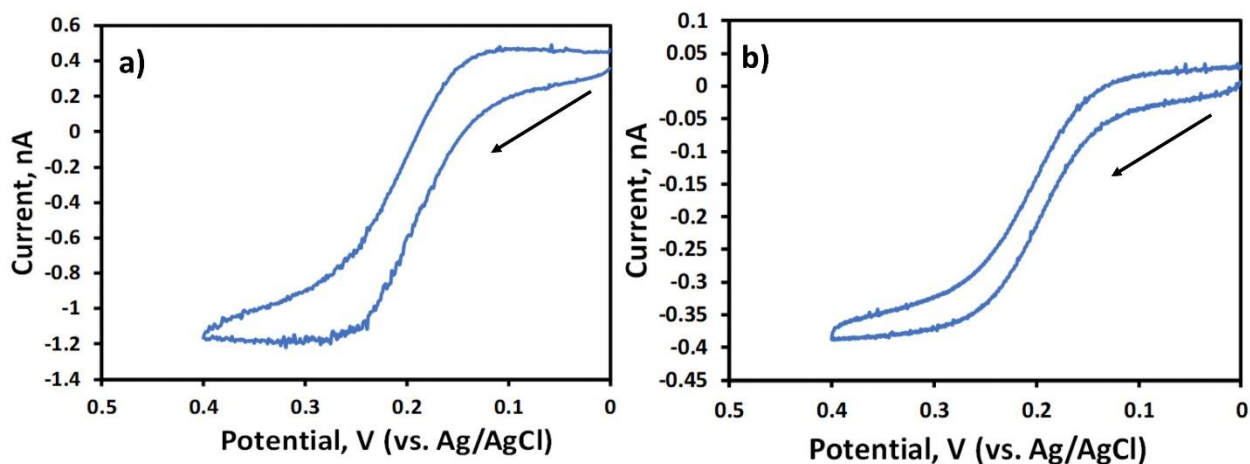 a)
Current, nA
0.6
0.4
0.2
0
-0.2
-0.4
-0.6
-0.8
-1
-1.2
-1.4
0.5 0.4 0.3 0.2 0.1 0
Potential, V (vs. Ag/AgCl)
b)
Current, nA
0.1
0.05
0
-0.05
-0.1
-0.15
-0.2
-0.25
-0.3
-0.35
-0.4
-0.45
0.5 0.4 0.3 0.2 0.1 0
Potential, V (vs. Ag/AgCl)